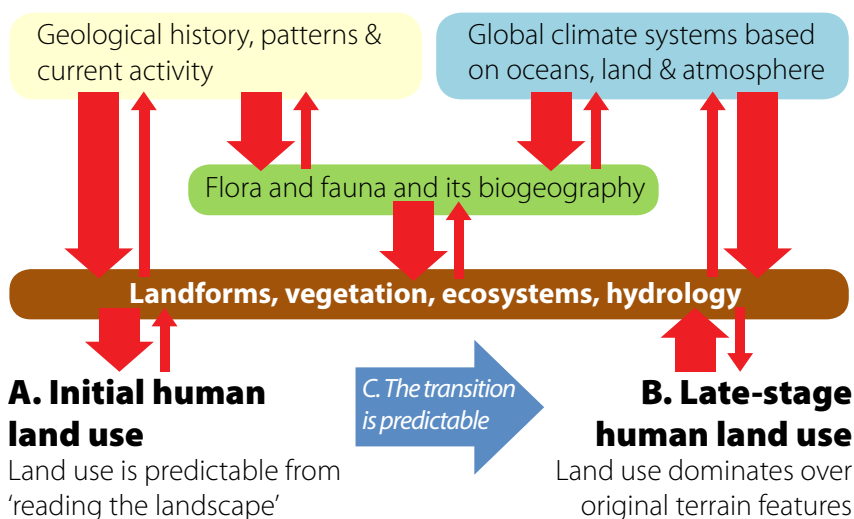 Geological history, patterns &
current activity
Global climate systems based
on oceans, land & atmosphere
Flora and fauna and its biogeography
Landforms, vegetation, ecosystems, hydrology
A. Initial human
land use
Land use is predictable from
‘reading the landscape’
C. The transition
is predictable
B. Late-stage
human land use
Land use dominates over
original terrain features